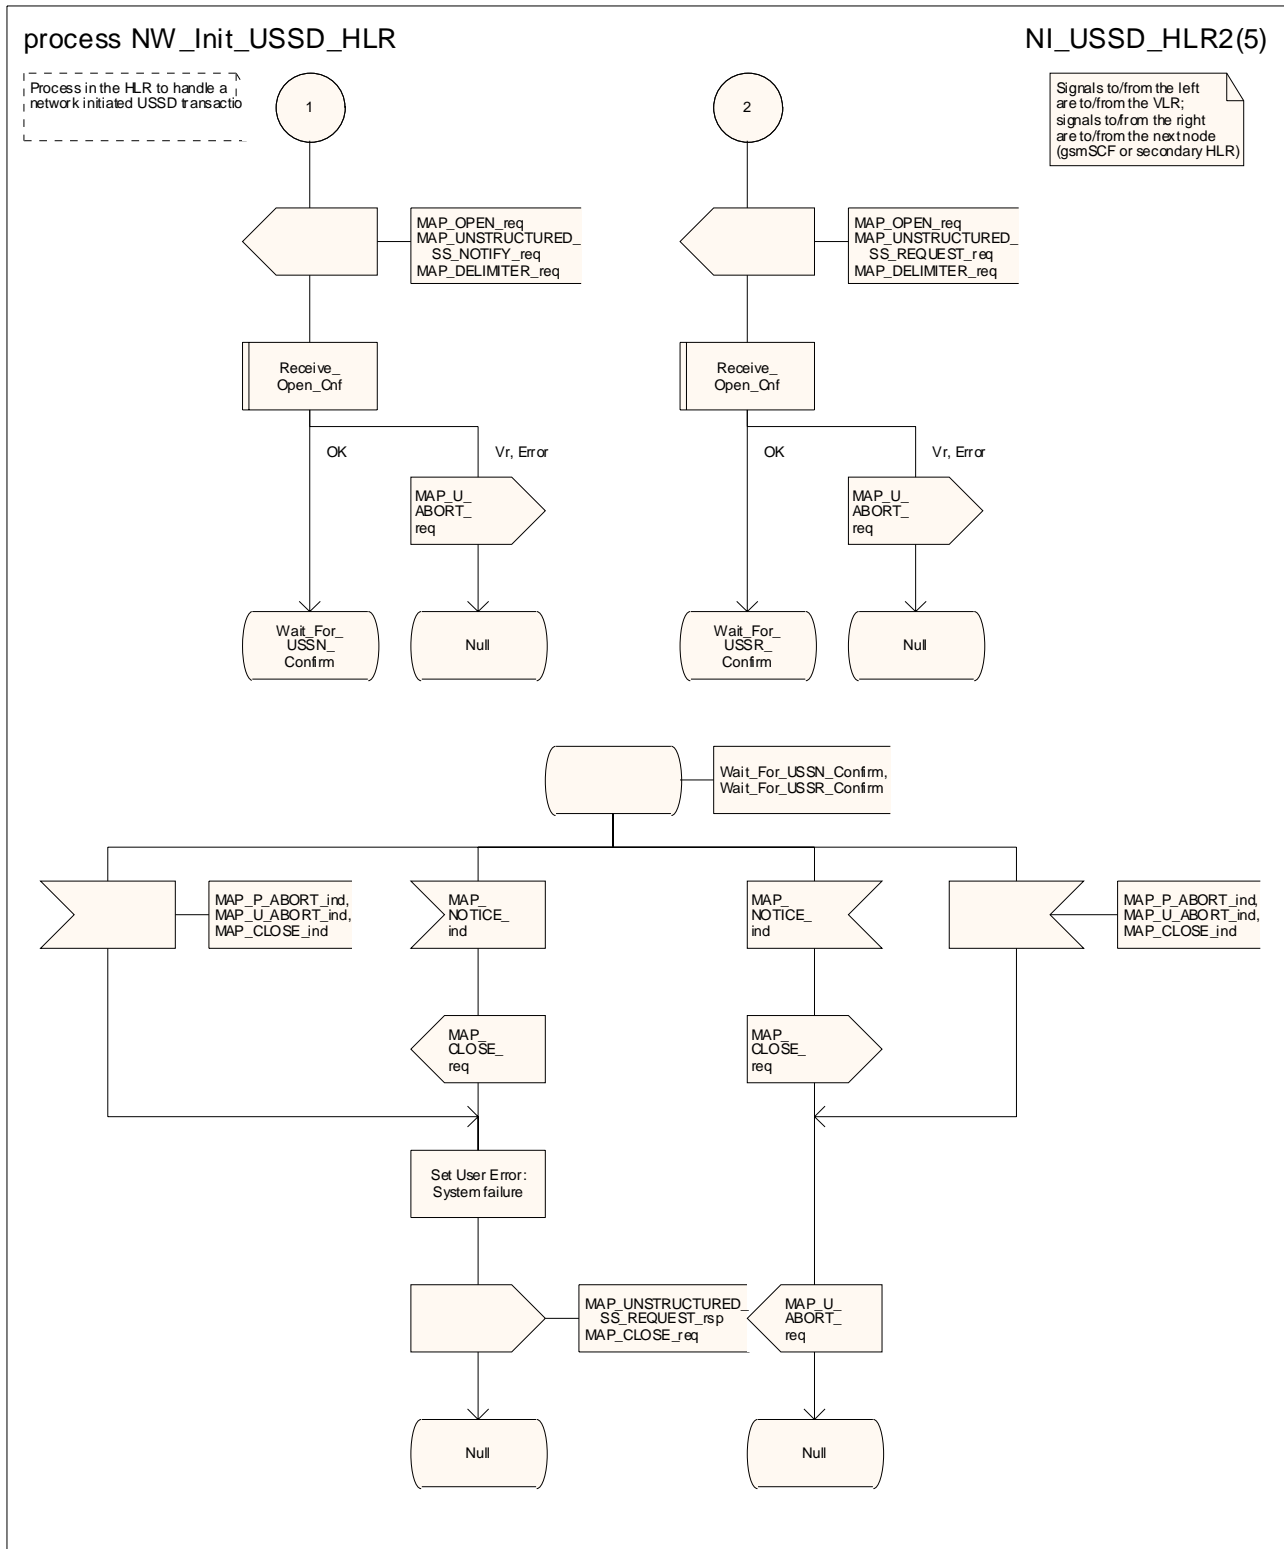 process NW_Init_USSD_HLR
NI_USSD_HLR2(5)
Process in the HLR to handle a
network initiated USSD transactio
1
2
Signals to/from the left
are to/from the VLR;
signals to/from the right
are to/from the next node
(gsmSCF or secondary HLR)
MAP_OPEN_req
MAP_UNSTRUCTURED_
SS_NOTIFY_req
MAP_DELIMITER_req
MAP_OPEN_req
MAP_UNSTRUCTURED_
SS_REQUEST_req
MAP_DELIMITER_req
Receive_
Open_Cnf
Receive_
Open_Cnf
OK
Vr, Error
OK
Vr, Error
MAP_U_
ABORT_
req
MAP_U_
ABORT_
req
Wait_For_
USSN_
Confirm
Null
Wait_For_
USSR_
Confirm
Null
Wait_For_USSN_Confirm,
Wait_For_USSR_Confirm
MAP_P_ABORT_ind,
MAP_U_ABORT_ind,
MAP_CLOSE_ind
MAP_
NOTICE_
ind
MAP_
NOTICE_
ind
MAP_P_ABORT_ind,
MAP_U_ABORT_ind,
MAP_CLOSE_ind
MAP_
CLOSE_
req
MAP_
CLOSE_
req
Set User Error:
System failure
MAP_UNSTRUCTURED_
SS_REQUEST_rsp
MAP_CLOSE_req
MAP_U_
ABORT_
req
Null
Null